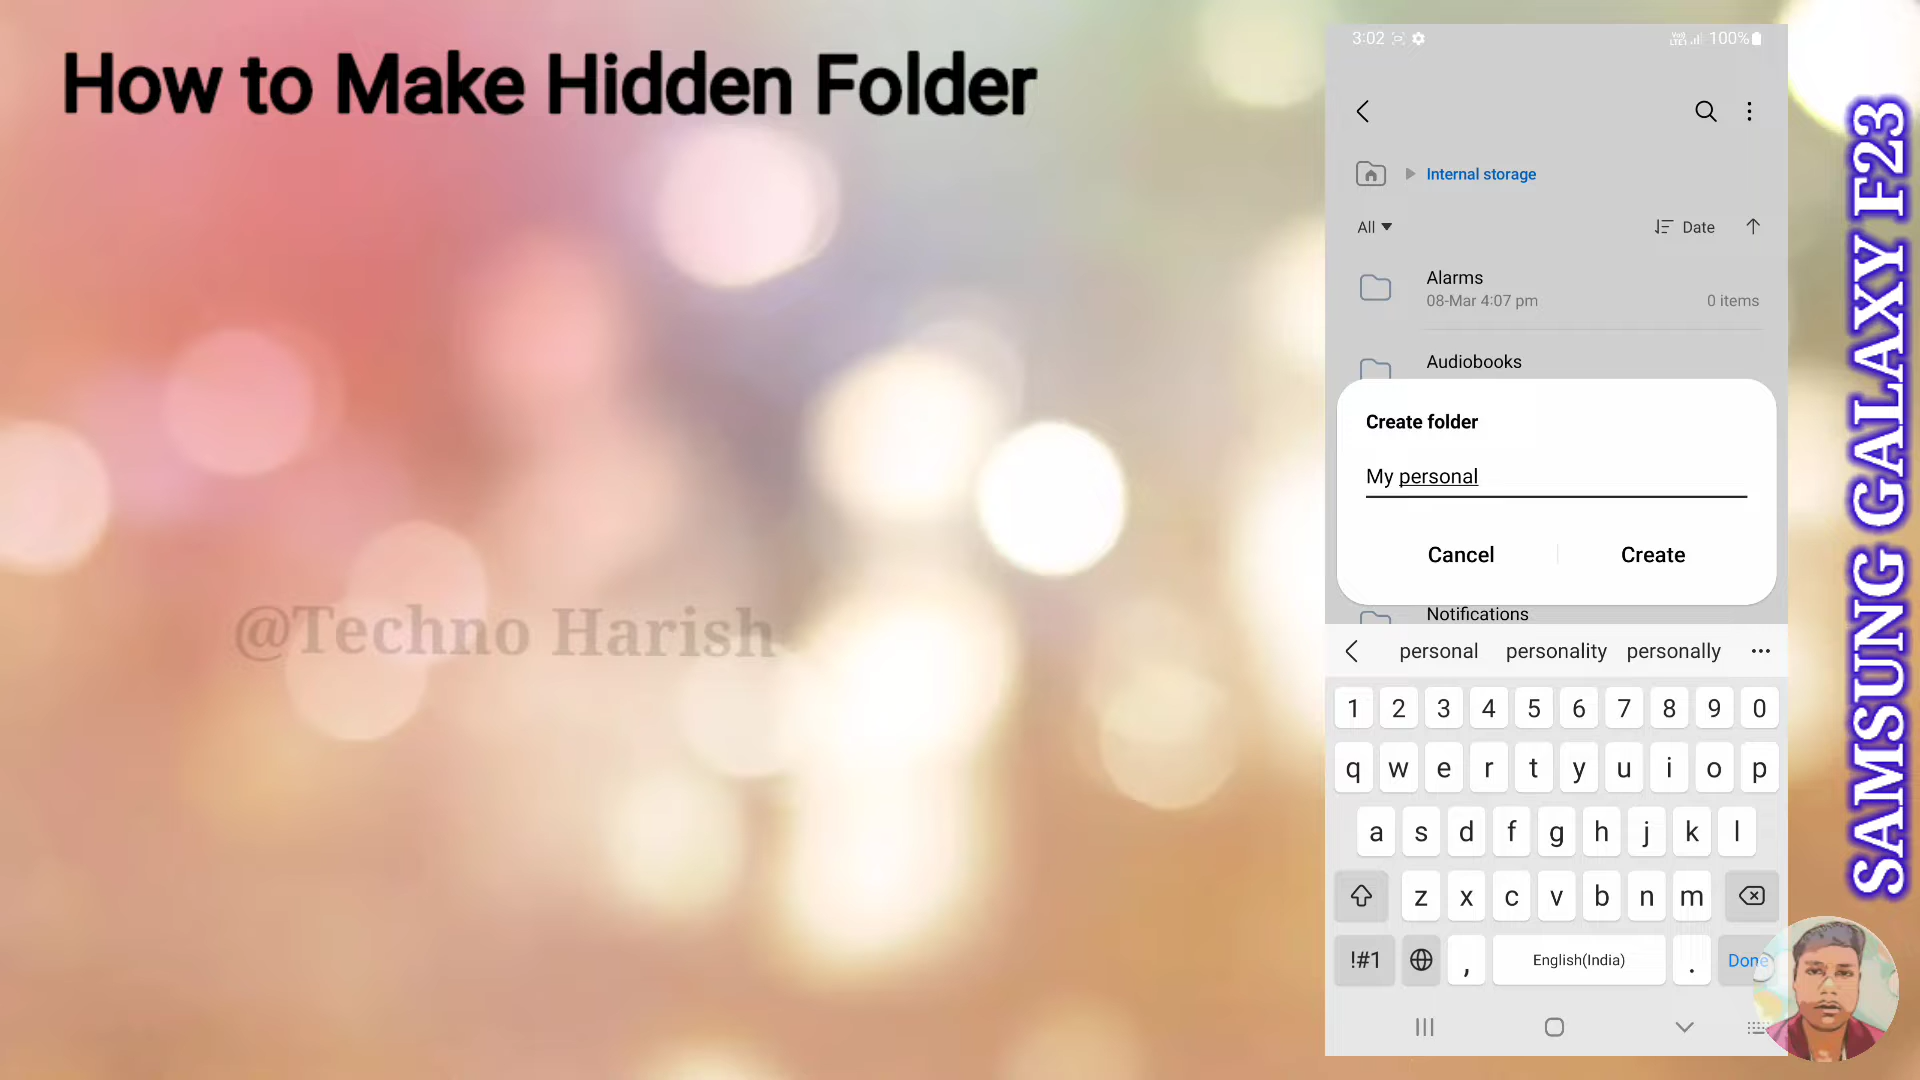 How to Make Hidden Folder
@Techno Harish
3:02
Vo))
LTE1
100%
Internal storage
All
Date
Alarms
08-Mar 4:07 pm
0 items
Audiobooks
Create folder
My personal
Cancel
Create
Notifications
personal personality personally
1 2 3 4 5 6 7 8 9 0
q w e r t y u i o p
a s d f g h j k l
z x c v b n m
!#1 , English(India) . Done
SAMSUNG GALAXY F23